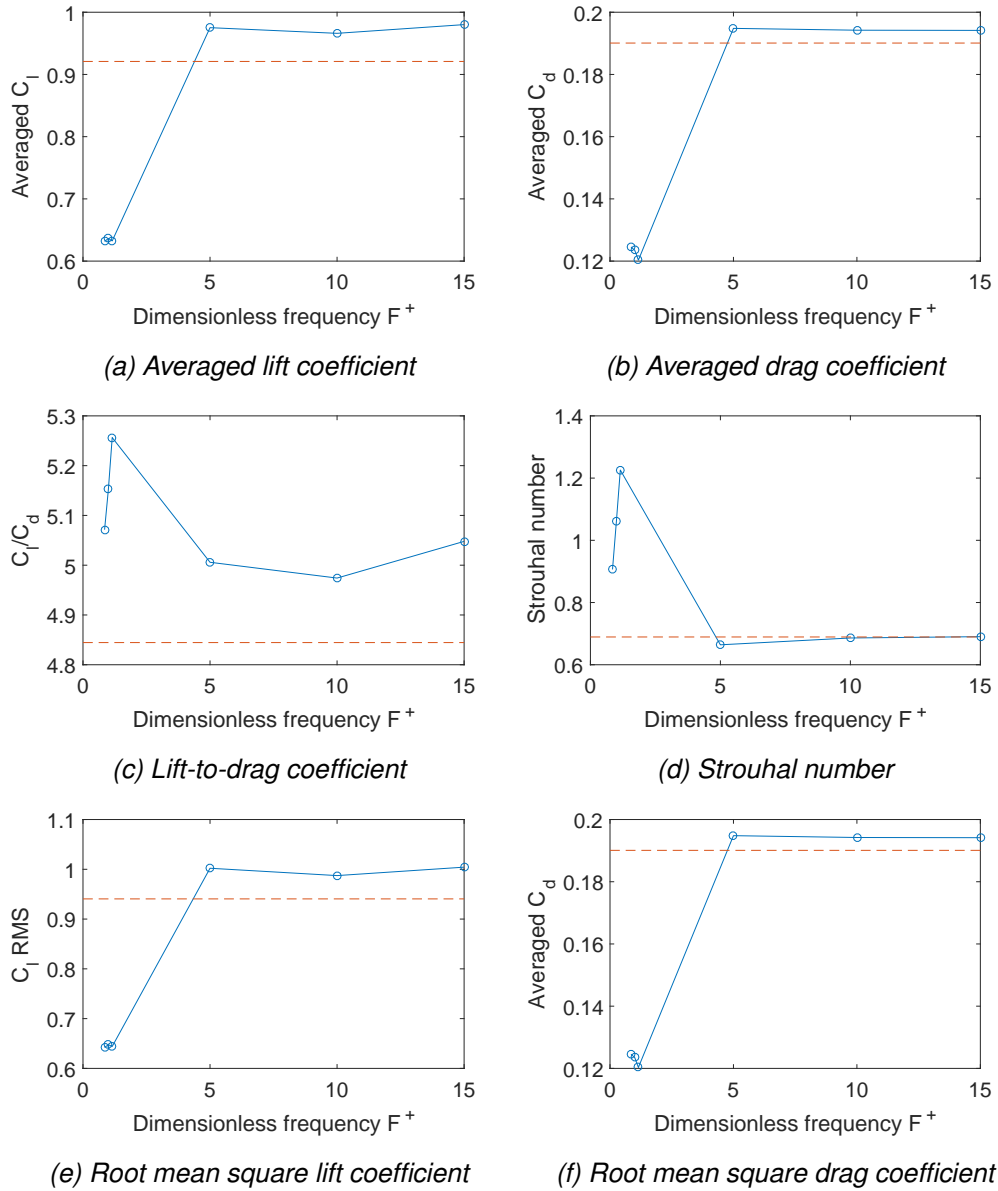 1
0.9
0.8
0.7
0.6
0 5 10 15
Averaged C_l
Dimensionless frequency F^+
(a) Averaged lift coefficient
0.2
0.18
0.16
0.14
0.12
0 5 10 15
Averaged C_d
Dimensionless frequency F^+
(b) Averaged drag coefficient
5.3
5.2
5.1
5
4.9
4.8
0 5 10 15
C_l/C_d
Dimensionless frequency F^+
(c) Lift-to-drag coefficient
1.4
1.2
1
0.8
0.6
0 5 10 15
Strouhal number
Dimensionless frequency F^+
(d) Strouhal number
1.1
1
0.9
0.8
0.7
0.6
0 5 10 15
C_l RMS
Dimensionless frequency F^+
(e) Root mean square lift coefficient
0.2
0.18
0.16
0.14
0.12
0 5 10 15
Averaged C_d
Dimensionless frequency F^+
(f) Root mean square drag coefficient